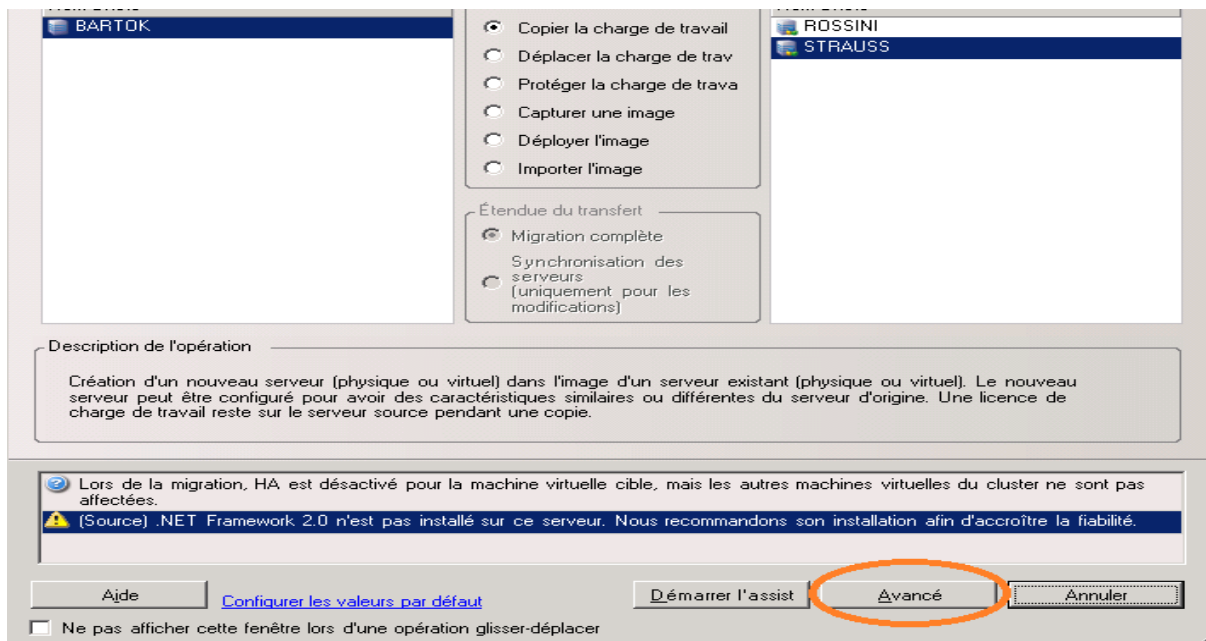 BARTOK
Copier la charge de travail
Déplacer la charge de trav
Protéger la charge de trava
Capturer une image
Déployer l'image
Importer l'image
Étendue du transfert
Migration complète
Synchronisation des
serveurs
(uniquement pour les
modifications)
ROSSINI
STRAUSS
Description de l'opération
Création d'un nouveau serveur (physique ou virtuel) dans l'image d'un serveur existant (physique ou virtuel). Le nouveau
serveur peut être configuré pour avoir des caractéristiques similaires ou différentes du serveur d'origine. Une licence de
charge de travail reste sur le serveur source pendant une copie.
Lors de la migration, HA est désactivé pour la machine virtuelle cible, mais les autres machines virtuelles du cluster ne sont pas
affectées.
(Source) .NET Framework 2.0 n'est pas installé sur ce serveur. Nous recommandons son installation afin d'accroître la fiabilité.
Aide
Configurer les valeurs par défaut
Démarrer l'assist
Avancé
Annuler
Ne pas afficher cette fenêtre lors d'une opération glisser-déplacer